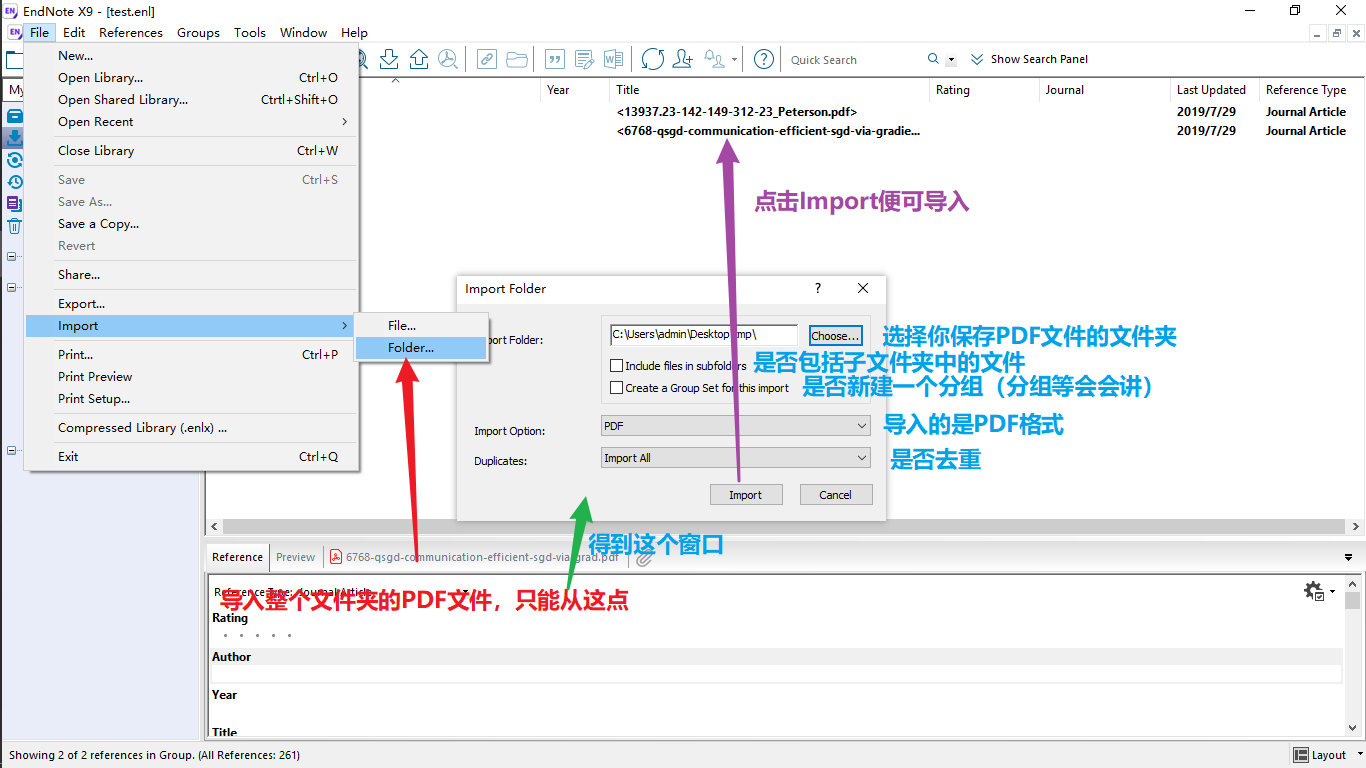 EndNote X9 - [test.enl]
File Edit References Groups Tools Window Help
New...
Open Library... Ctrl+O
Open Shared Library... Ctrl+Shift+O
Open Recent
Close Library Ctrl+W
Save Ctrl+S
Save As...
Save a Copy...
Revert
Share...
Export...
Import
Print... Ctrl+P
Print Preview
Print Setup...
Compressed Library (.enlx) ...
Exit Ctrl+Q
File...
Folder...
My
Quick Search
Show Search Panel
Year Title Rating Journal Last Updated Reference Type
<13937.23-142-149-312-23_Peterson.pdf> 2019/7/29 Journal Article
<6768-qsgd-communication-efficient-sgd-via-gradie... 2019/7/29 Journal Article
点击Import便可导入
Import Folder
?
port Folder:
C:\Users\admin\Desktop mp\
Choose...
选择你保存PDF文件的文件夹
Include files in subfolders
是否包括子文件夹中的文件
Create a Group Set for this import
是否新建一个分组（分组等会会讲）
Import Option: PDF
导入的是PDF格式
Duplicates: Import All
是否去重
Import Cancel
得到这个窗口
Reference Preview 6768-qsgd-communication-efficient-sgd-via-grad.pdf
Reference Type: Journal Article
导入整个文件夹的PDF文件，只能从这点
Rating
Author
Year
Title
Showing 2 of 2 references in Group. (All References: 261)
Layout